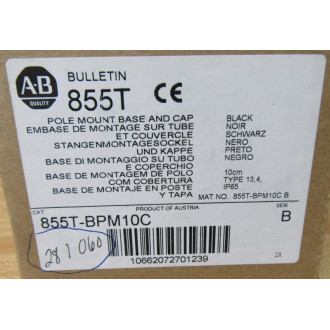 A-B
QUALITY
BULLETIN
855T CE
POLE MOUNT BASE AND CAP
EMBASE DE MONTAGE SUR TUBE
ET COUVERCLE
STANGENMONTAGESOCKEL
UND KAPPE
BASE DI MONTAGGIO SU TUBO
E COPERCHIO
BASE DE MONTAGEM DE POLO
COM COBERTURA
BASE DE MONTAJE EN POSTE
Y TAPA
BLACK
NOIR
SCHWARZ
NERO
PRETO
NEGRO
10cm
TYPE 13,4,
IP65
MAT NO. 855T-BPM10C B
PRODUCT OF AUSTRIA
CAT
855T-BPM10C
SER
B
281060
10662072701239
2A